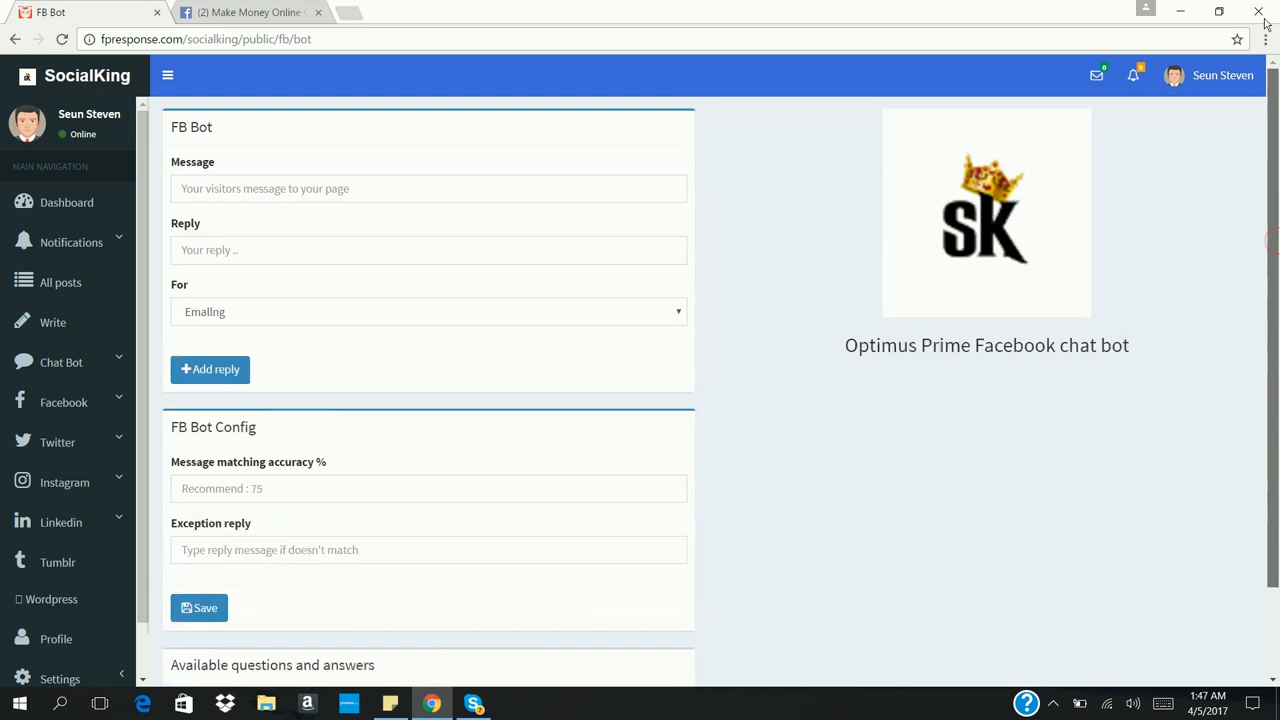 FB Bot
(2) Make Money Online
fpresponse.com/socialking/public/fb/bot
SocialKing
0
0
Seun Steven
Seun Steven
Online
MAIN NAVIGATION
Dashboard
Notifications
All posts
Write
Chat Bot
Facebook
Twitter
Instagram
Linkedin
Tumblr
Wordpress
Profile
Settings
FB Bot
Message
Your visitors message to your page
Reply
Your reply ..
For
Emallng
Add reply
FB Bot Config
Message matching accuracy %
Recommend : 75
Exception reply
Type reply message if doesn't match
Save
Available questions and answers
SK
Optimus Prime Facebook chat bot
1:47 AM
4/5/2017